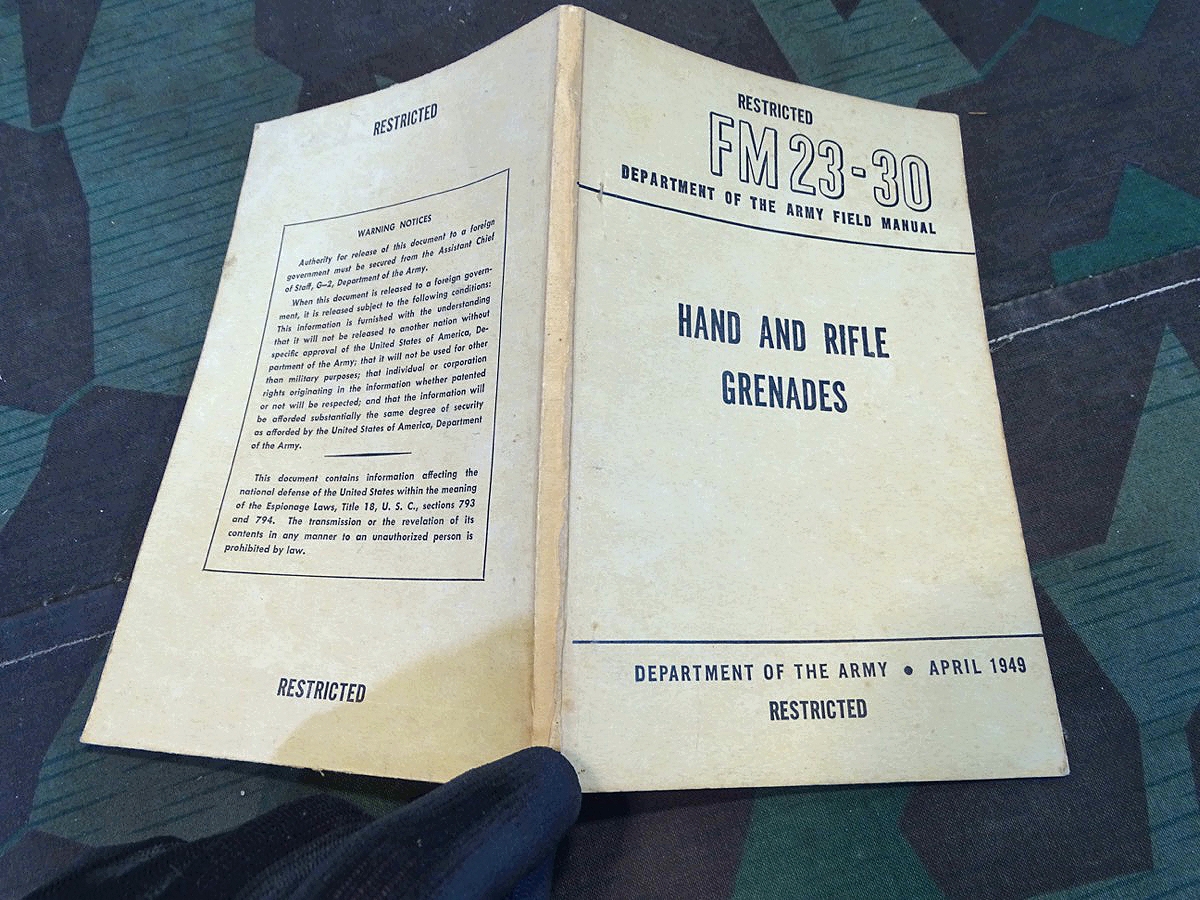 RESTRICTED
WARNING NOTICES
Authority for release of this document to a foreign
government must be secured from the Assistant Chief
of Staff, G–2, Department of the Army.
When this document is released to a foreign govern-
ment, it is released subject to the following conditions:
This information is furnished with the understanding
that it will not be released to another nation without
specific approval of the United States of America, De-
partment of the Army; that it will not be used for other
than military purposes; that individual or corporation
rights originating in the information whether patented
or not will be respected; and that the information will
be afforded substantially the same degree of security
as afforded by the United States of America, Department
of the Army.
This document contains information affecting the
national defense of the United States within the meaning
of the Espionage Laws, Title 18, U. S. C., sections 793
and 794. The transmission or the revelation of its
contents in any manner to an unauthorized person is
prohibited by law.
RESTRICTED
RESTRICTED
FM 23-30
DEPARTMENT OF THE ARMY FIELD MANUAL
HAND AND RIFLE
GRENADES
DEPARTMENT OF THE ARMY • APRIL 1949
RESTRICTED